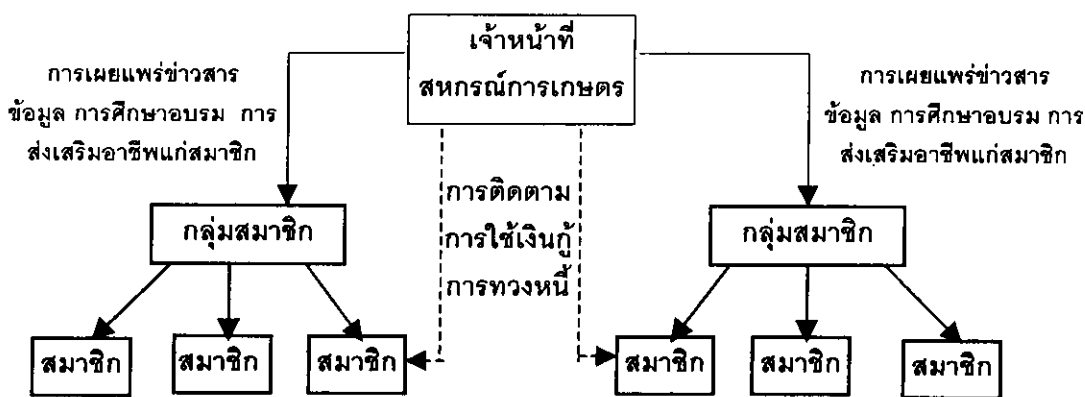 เจ้าหน้าที่
สหกรณ์การเกษตร
การเผยแพร่ข่าวสาร
ข้อมูล การศึกษาอบรม การ
ส่งเสริมอาชีพแก่สมาชิก
การเผยแพร่ข่าวสาร
ข้อมูล การศึกษาอบรม การ
ส่งเสริมอาชีพแก่สมาชิก
การติดตาม
การใช้เงินกู้
การทวงหนี้
กลุ่มสมาชิก
กลุ่มสมาชิก
สมาชิก
สมาชิก
สมาชิก
สมาชิก
สมาชิก
สมาชิก